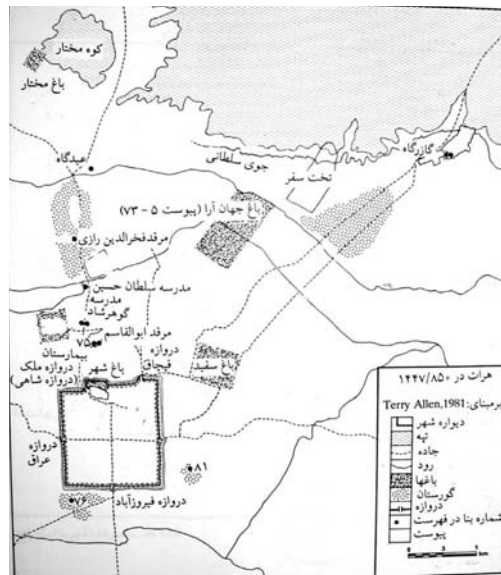 کوه مختار
باغ مختار
عیدگاه
گازرگاه
جوی سلطانی
تخت سفر
باغ جهان آرا (پیوست ۵ - ۷۳)
مرقدفخرالدین رازی
مدرسه سلطان حسین
مدرسه
گوهرشاد
مرقد ابوالقاسم
۷۵
بیمارستان
دروازه
قبچاق
باغ شهر
دروازه ملک
(دروازه شاهی)
باغ سفید
دروازه
عراق
۸۱
۷۶
دروازه فیروزآباد
هرات در ۱۴۴۷/۸۵۰
برمبنای: Terry Allen,1981
دیواره شهر
تپه
جاده
رود
باغها
گورستان
دروازه
شماره بنا در فهرست
پیوست